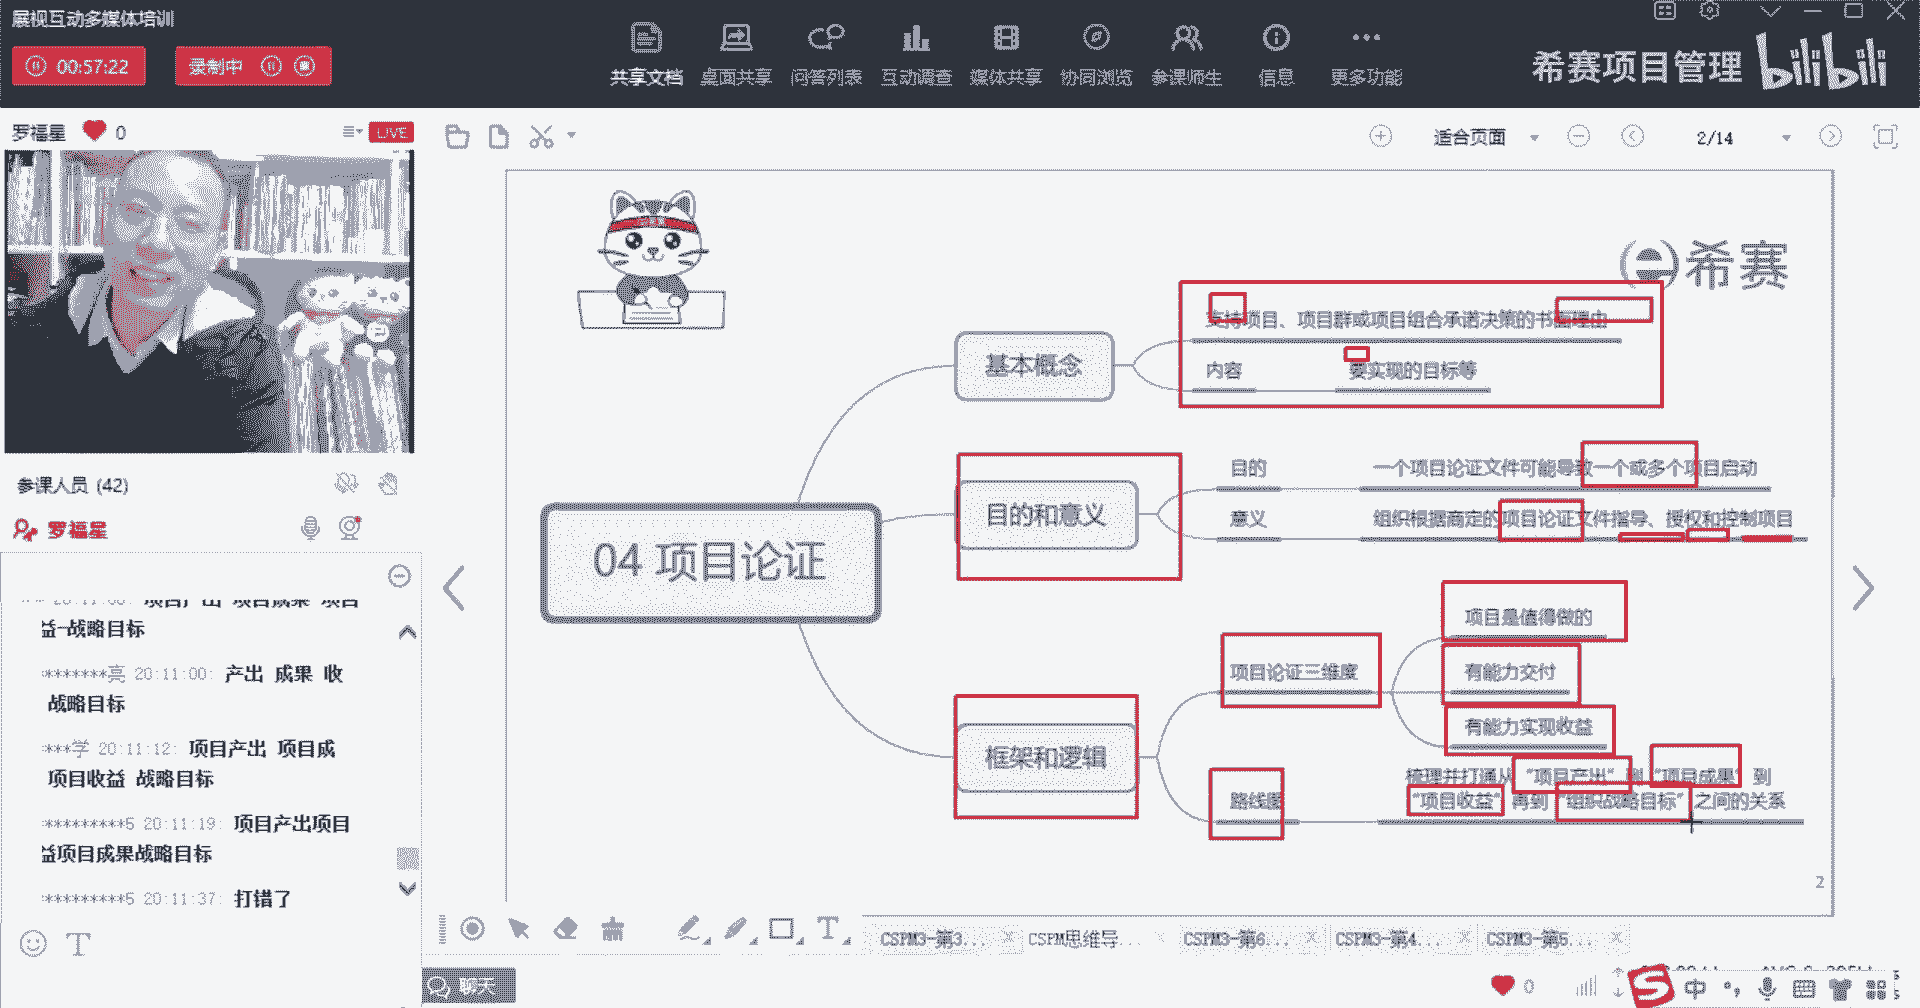 展视互动多媒体培训
00:57:22
录制中
共享文档
桌面共享
问答列表
互动调查
媒体共享
协同浏览
参课师生
信息
更多功能
希赛项目管理 bilibili
罗福星 0
LIVE
适合页面
2/14
参课人员 (42)
罗福星
项目产出 项目成果 项目
益-战略目标
*******亮 20:11:00: 产出 成果 收
战略目标
***学 20:11:12: 项目产出 项目成
项目收益 战略目标
*********5 20:11:19: 项目产出项目
益项目成果战略目标
*********5 20:11:37: 打错了
希赛
04 项目论证
基本概念
支持项目、项目群或项目组合承诺决策的书面理由
内容
要实现的目标等
目的和意义
目的
一个项目论证文件可能导致一个或多个项目启动
意义
组织根据商定的项目论证文件指导、授权和控制项目
框架和逻辑
项目论证三维度
项目是值得做的
有能力交付
有能力实现收益
路线图
梳理并打通从“项目产出”到“项目成果”到
“项目收益”再到“组织战略目标”之间的关系
2
CSPM3-第3...
CSPM思维导...
CSPM3-第6...
CSPM3-第4...
CSPM3-第5...
聊天
0
中